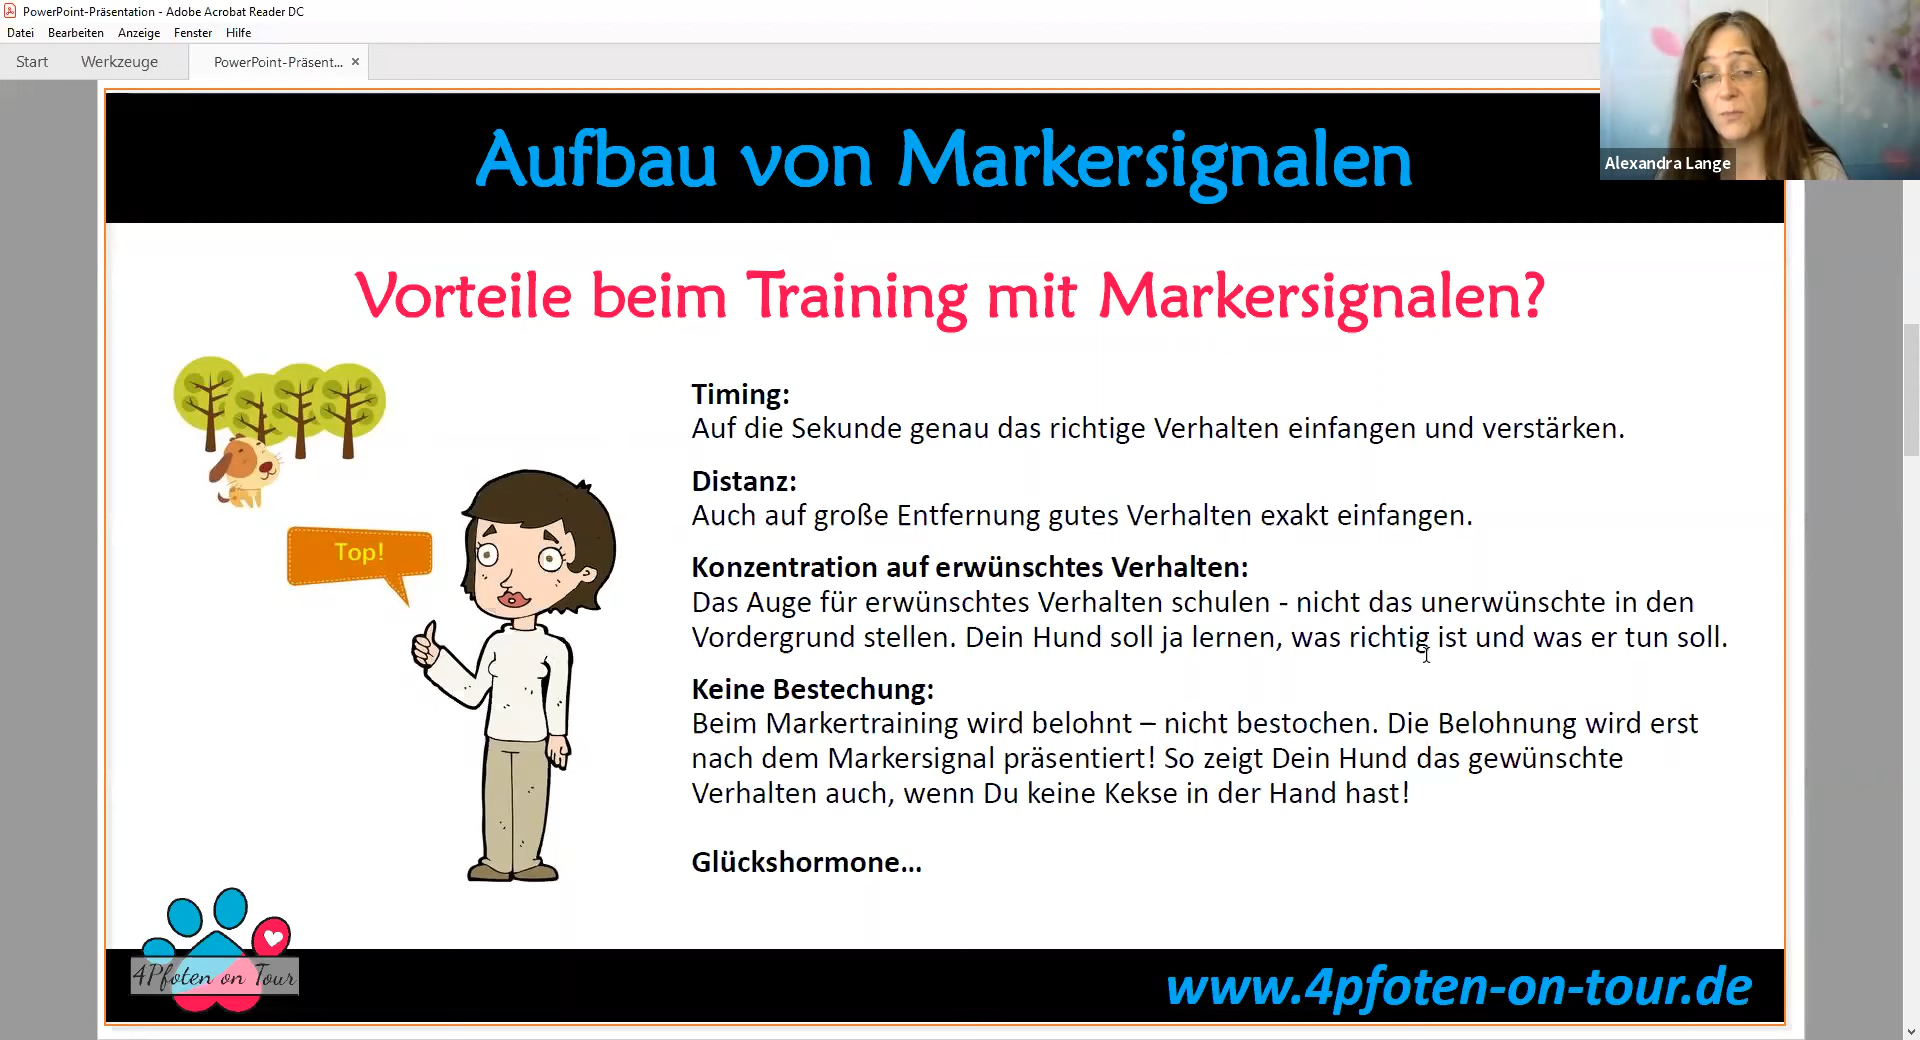 PowerPoint-Präsentation - Adobe Acrobat Reader DC
Datei Bearbeiten Anzeige Fenster Hilfe
Start Werkzeuge PowerPoint-Präsent... ×
Alexandra Lange
Aufbau von Markersignalen
Vorteile beim Training mit Markersignalen?
Timing:
Auf die Sekunde genau das richtige Verhalten einfangen und verstärken.
Distanz:
Auch auf große Entfernung gutes Verhalten exakt einfangen.
Top!
Konzentration auf erwünschtes Verhalten:
Das Auge für erwünschtes Verhalten schulen - nicht das unerwünschte in den
Vordergrund stellen. Dein Hund soll ja lernen, was richtig ist und was er tun soll.
Keine Bestechung:
Beim Markertraining wird belohnt – nicht bestochen. Die Belohnung wird erst
nach dem Markersignal präsentiert! So zeigt Dein Hund das gewünschte
Verhalten auch, wenn Du keine Kekse in der Hand hast!
Glückshormone...
4Pfoten on Tour
www.4pfoten-on-tour.de